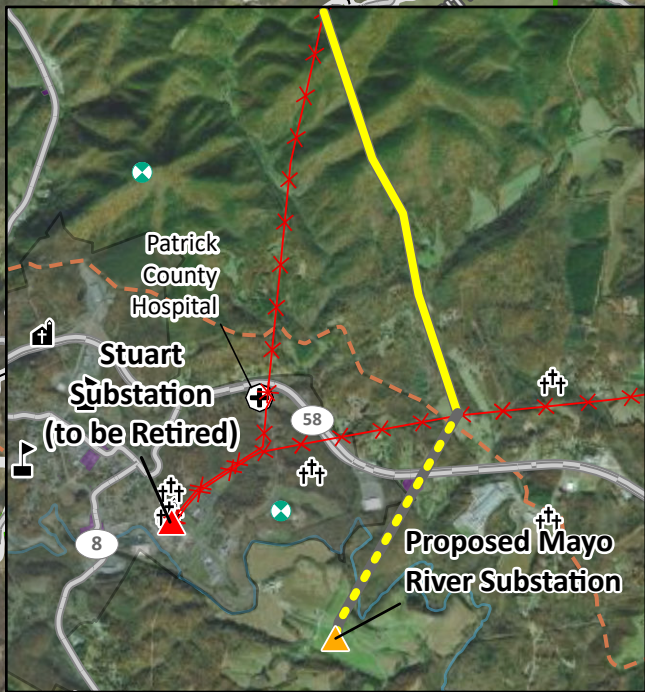 Patrick
County
Hospital
Stuart
Substation
(to be Retired)
58
8
Proposed Mayo
River Substation